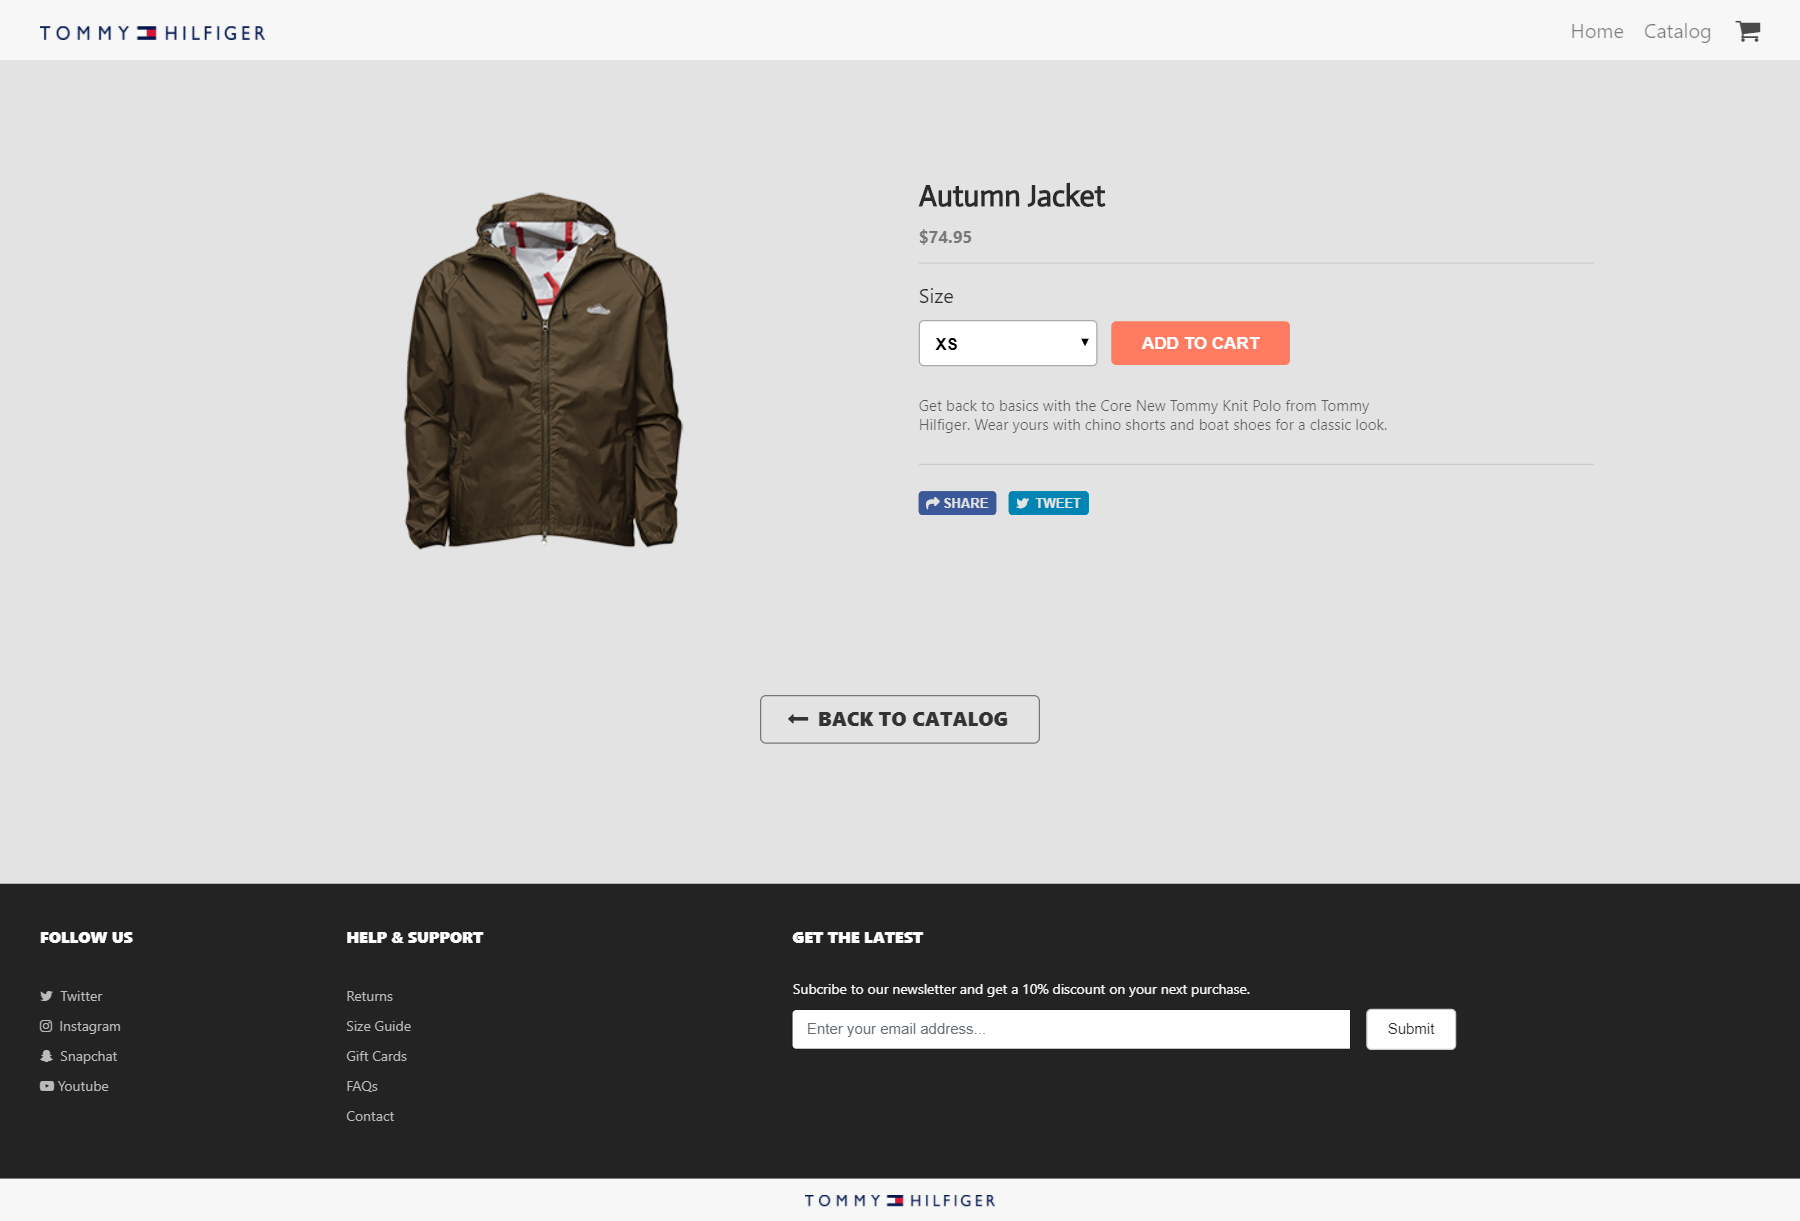 TOMMY HILFIGER
Home
Catalog
Autumn Jacket
$74.95
Size
XS
ADD TO CART
Get back to basics with the Core New Tommy Knit Polo from Tommy
Hilfiger. Wear yours with chino shorts and boat shoes for a classic look.
SHARE
TWEET
BACK TO CATALOG
FOLLOW US
Twitter
Instagram
Snapchat
Youtube
HELP & SUPPORT
Returns
Size Guide
Gift Cards
FAQs
Contact
GET THE LATEST
Subcribe to our newsletter and get a 10% discount on your next purchase.
Enter your email address...
Submit
TOMMY HILFIGER